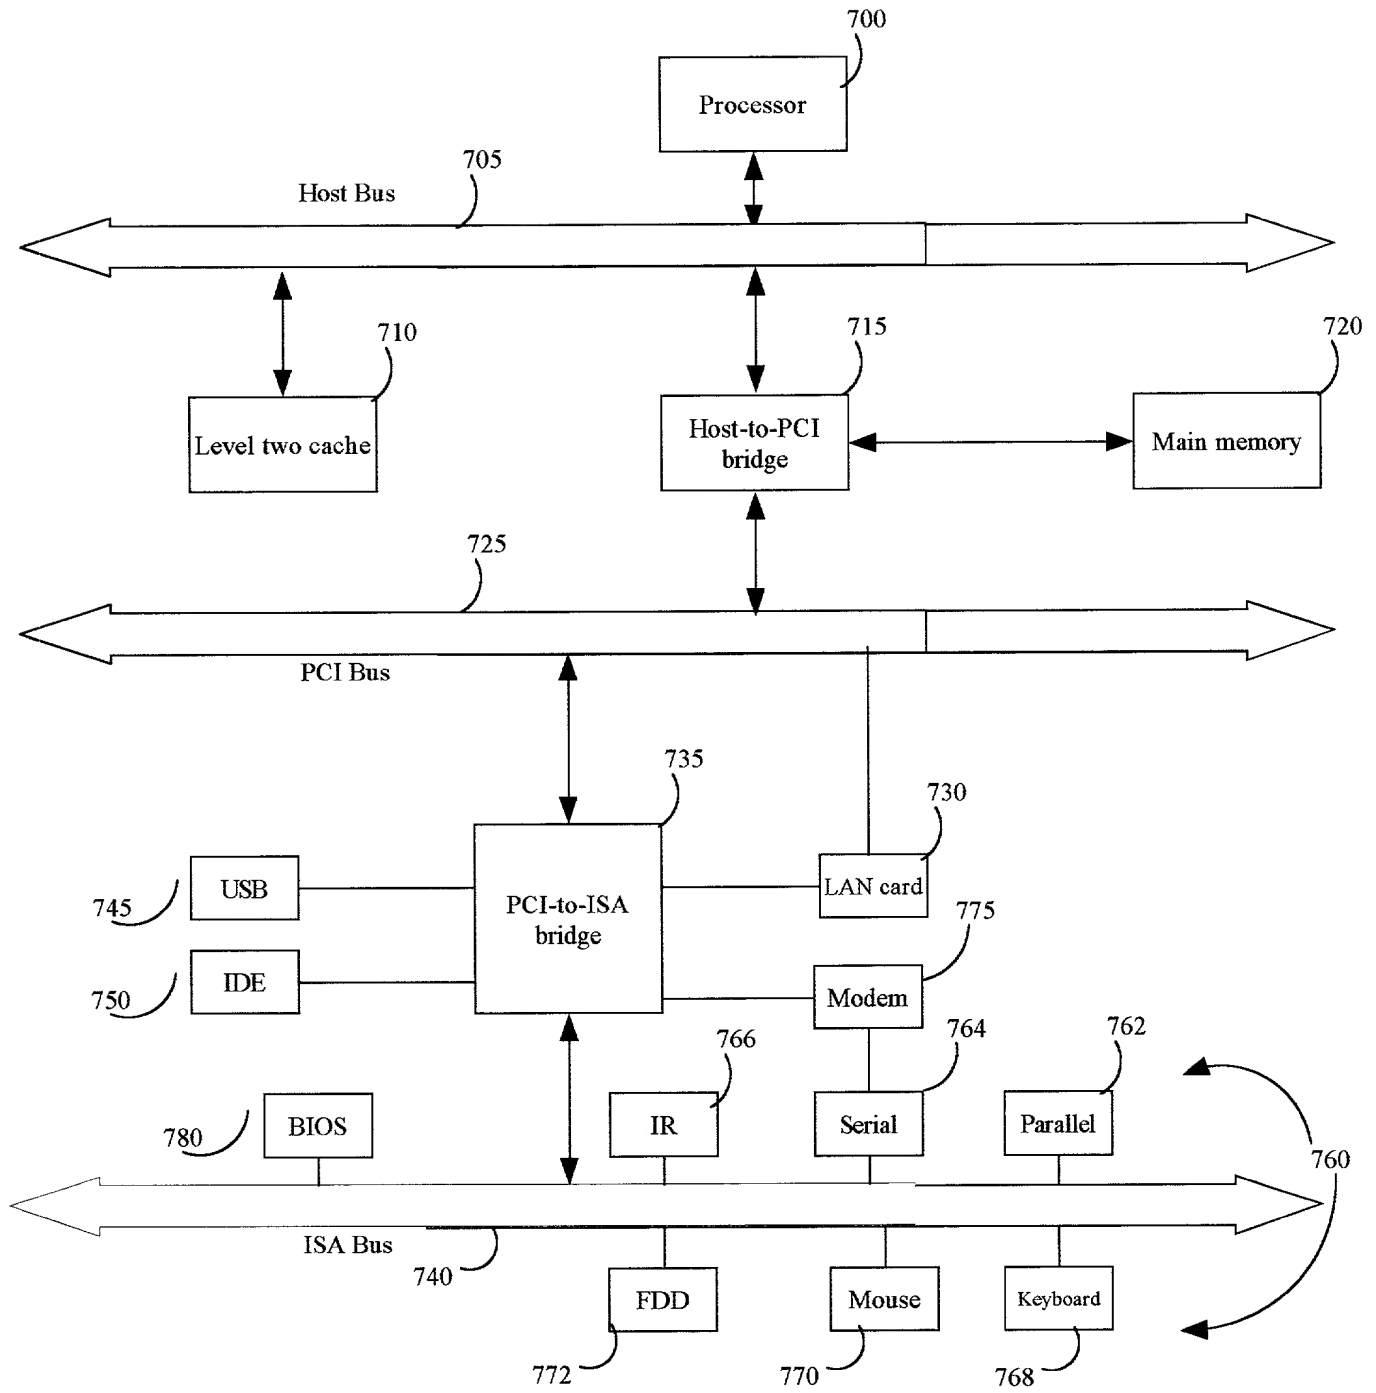 700
Processor
705
Host Bus
710
715
720
Level two cache
Host-to-PCI
bridge
Main memory
725
PCI Bus
735
730
USB
745
LAN card
PCI-to-ISA
bridge
775
IDE
750
Modem
766
764
762
780
BIOS
IR
Serial
Parallel
760
ISA Bus
740
FDD
Mouse
Keyboard
772
770
768